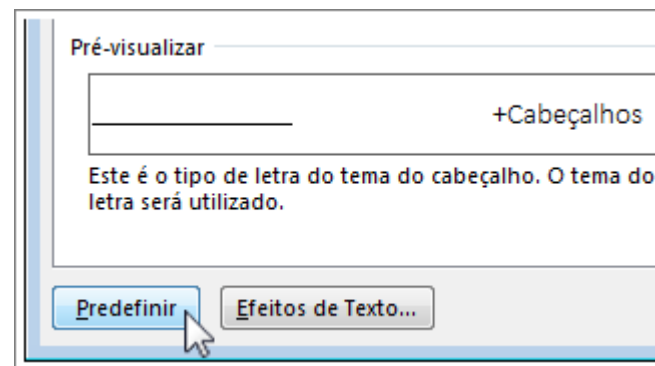 Pré-visualizar
+Cabeçalhos
Este é o tipo de letra do tema do cabeçalho. O tema do
letra será utilizado.
Predefinir
Efeitos de Texto...